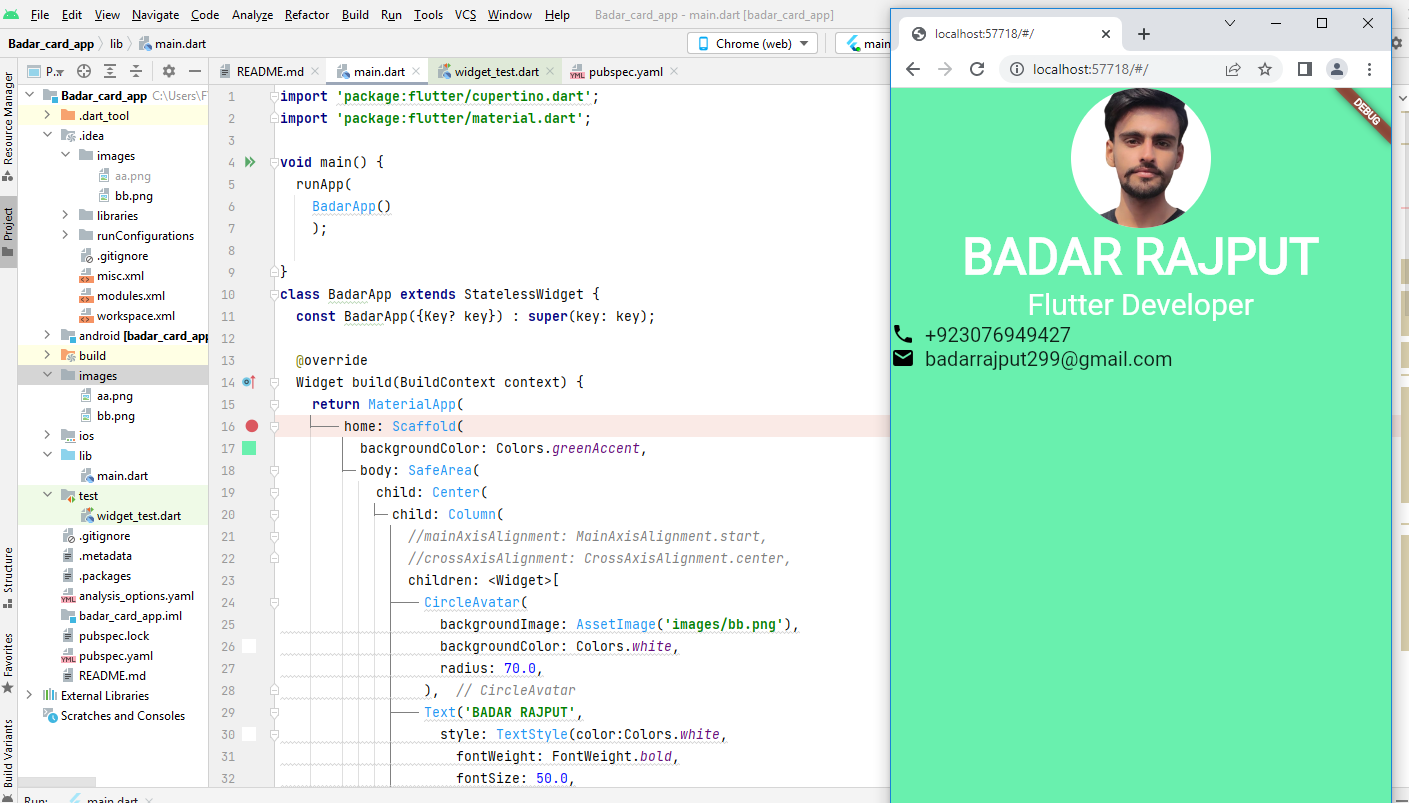 File Edit View Navigate Code Analyze Refactor Build Run Tools VCS Window Help Badar_card_app - main.dart [badar_card_app]
Badar_card_app lib main.dart
Chrome (web)
main
P...
README.md main.dart widget_test.dart pubspec.yaml
Resource Manager
Project
Structure
Favorites
Build Variants
Badar_card_app C:\Users\F
.dart_tool
.idea
images
aa.png
bb.png
libraries
runConfigurations
.gitignore
misc.xml
modules.xml
workspace.xml
android [badar_card_app
build
images
aa.png
bb.png
ios
lib
main.dart
test
widget_test.dart
.gitignore
.metadata
.packages
analysis_options.yaml
badar_card_app.iml
pubspec.lock
pubspec.yaml
README.md
External Libraries
Scratches and Consoles
1 import 'package:flutter/cupertino.dart';
2 import 'package:flutter/material.dart';
3
4 void main() {
5 runApp(
6 BadarApp()
7 );
8
9 }
10 class BadarApp extends StatelessWidget {
11 const BadarApp({Key? key}) : super(key: key);
12
13 @override
14 Widget build(BuildContext context) {
15 return MaterialApp(
16 home: Scaffold(
17 backgroundColor: Colors.greenAccent,
18 body: SafeArea(
19 child: Center(
20 child: Column(
21 //mainAxisAlignment: MainAxisAlignment.start,
22 //crossAxisAlignment: CrossAxisAlignment.center,
23 children: <Widget>[
24 CircleAvatar(
25 backgroundImage: AssetImage('images/bb.png'),
26 backgroundColor: Colors.white,
27 radius: 70.0,
28 ), // CircleAvatar
29 Text('BADAR RAJPUT',
30 style: TextStyle(color:Colors.white,
31 fontWeight: FontWeight.bold,
32 fontSize: 50.0,
Run: main.dart
localhost:57718/#/
localhost:57718/#/
DEBUG
BADAR RAJPUT
Flutter Developer
+923076949427
badarrajput299@gmail.com